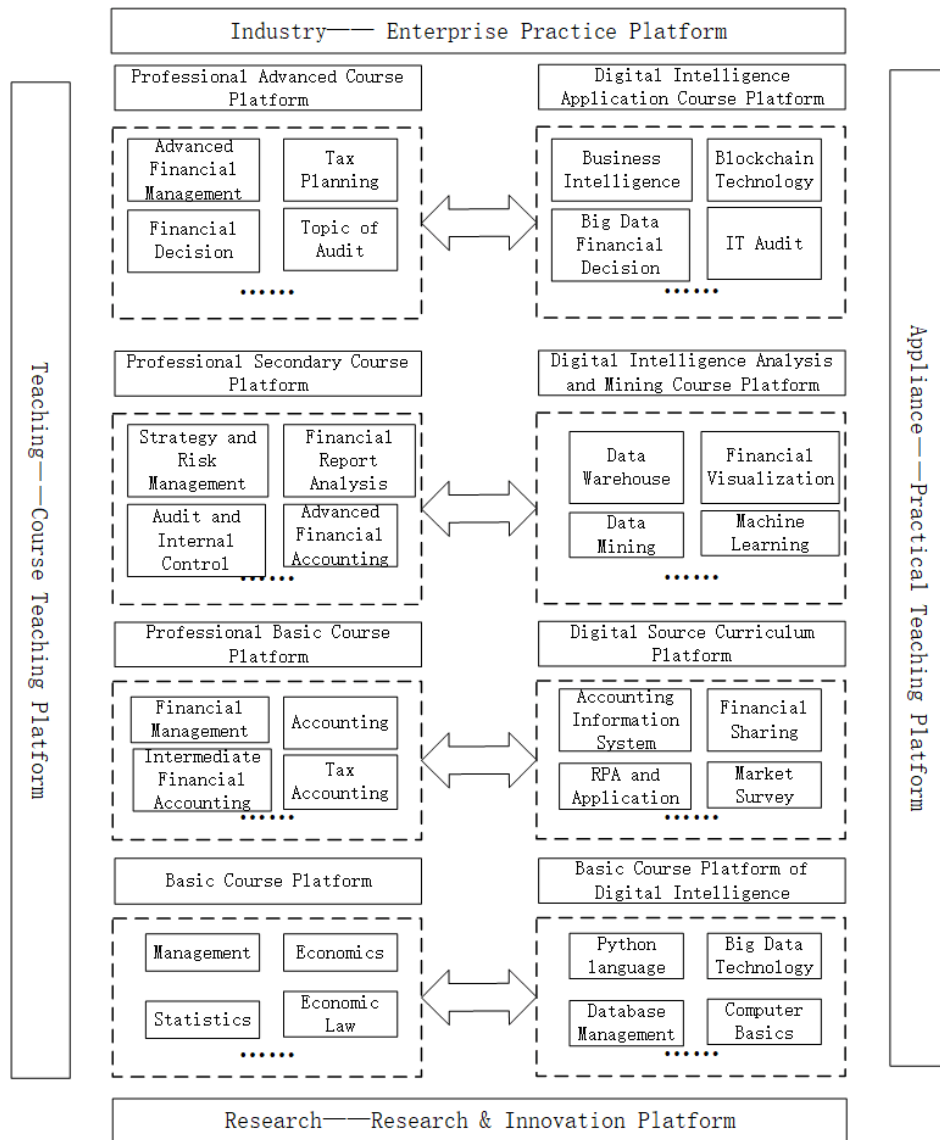 Industry—— Enterprise Practice Platform
Professional Advanced Course
Platform
Digital Intelligence
Application Course Platform
Advanced
Financial
Management
Tax
Planning
Financial
Decision
Topic of
Audit
••••••
Business
Intelligence
Blockchain
Technology
Big Data
Financial
Decision
IT Audit
••••••
Teaching——Course Teaching Platform
Appliance——Practical Teaching Platform
Professional Secondary Course
Platform
Digital Intelligence Analysis
and Mining Course Platform
Strategy and
Risk
Management
Financial
Report
Analysis
Audit and
Internal
Control
Advanced
Financial
Accounting
••••••
Data
Warehouse
Financial
Visualization
Data
Mining
Machine
Learning
••••••
Professional Basic Course
Platform
Digital Source Curriculum
Platform
Financial
Management
Accounting
Intermediate
Financial
Accounting
Tax
Accounting
••••••
Accounting
Information
System
Financial
Sharing
RPA and
Application
Market
Survey
••••••
Basic Course Platform
Basic Course Platform of
Digital Intelligence
Management
Economics
Statistics
Economic
Law
••••••
Python
language
Big Data
Technology
Database
Management
Computer
Basics
••••••
Research——Research & Innovation Platform